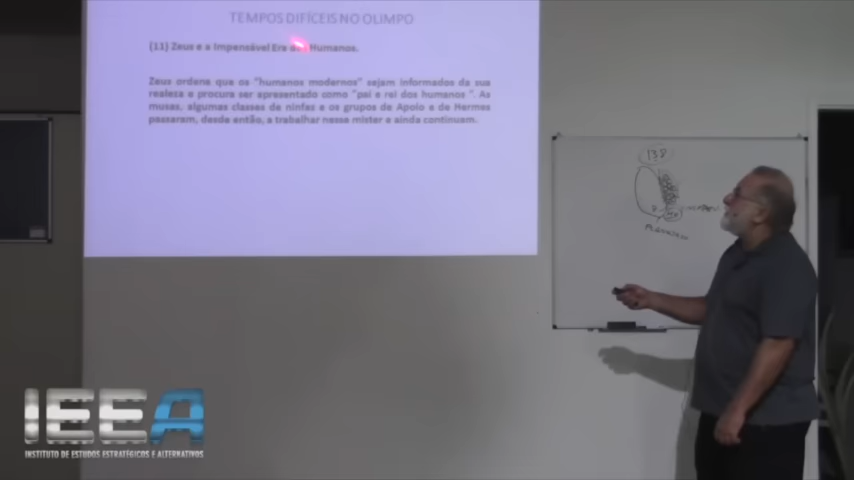 TEMPOS DIFÍCEIS NO OLIMPO
(11) Zeus e a Impensável Era dos Humanos.
Zeus ordena que os "humanos modernos" sejam informados da sua
realeza e procura ser apresentado como "pai e rei dos humanos". As
musas, algumas classes de ninfas e os grupos de Apolo e de Hermes
passaram, desde então, a trabalhar nesse mister e ainda continuam.
138
IEEA
INSTITUTO DE ESTUDOS ESTRATÉGICOS E ALTERNATIVOS